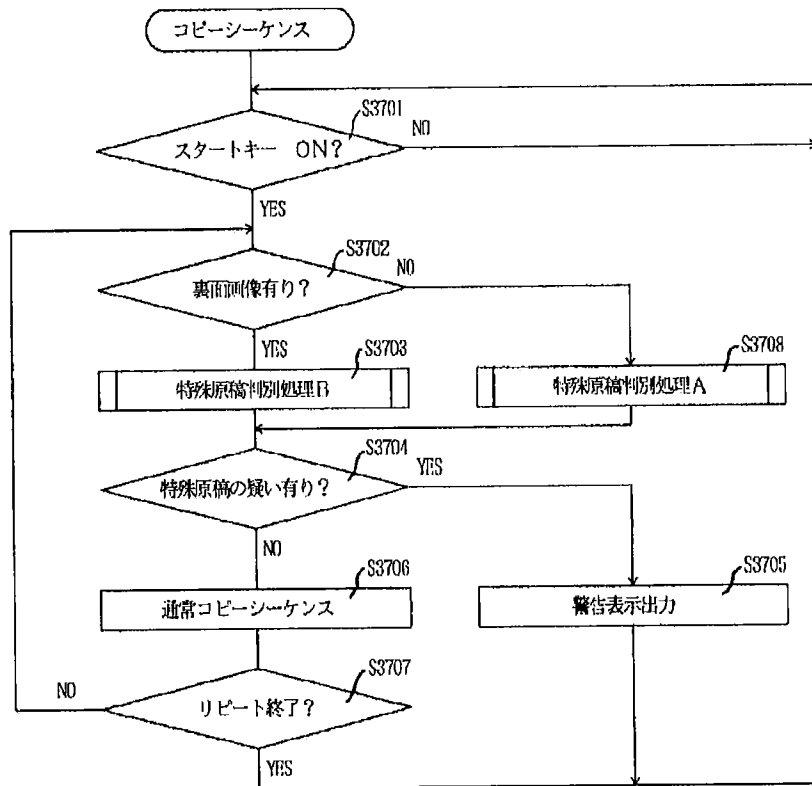 コピーシーケンス
S3701
スタートキー ON?
NO
YES
S3702
裏面画像有り?
NO
YES
S3703
特殊原稿判別処理B
S3708
特殊原稿判別処理A
S3704
特殊原稿の疑い有り?
YES
NO
S3706
通常コピーシーケンス
S3705
警告表示出力
S3707
リピート終了?
NO
YES